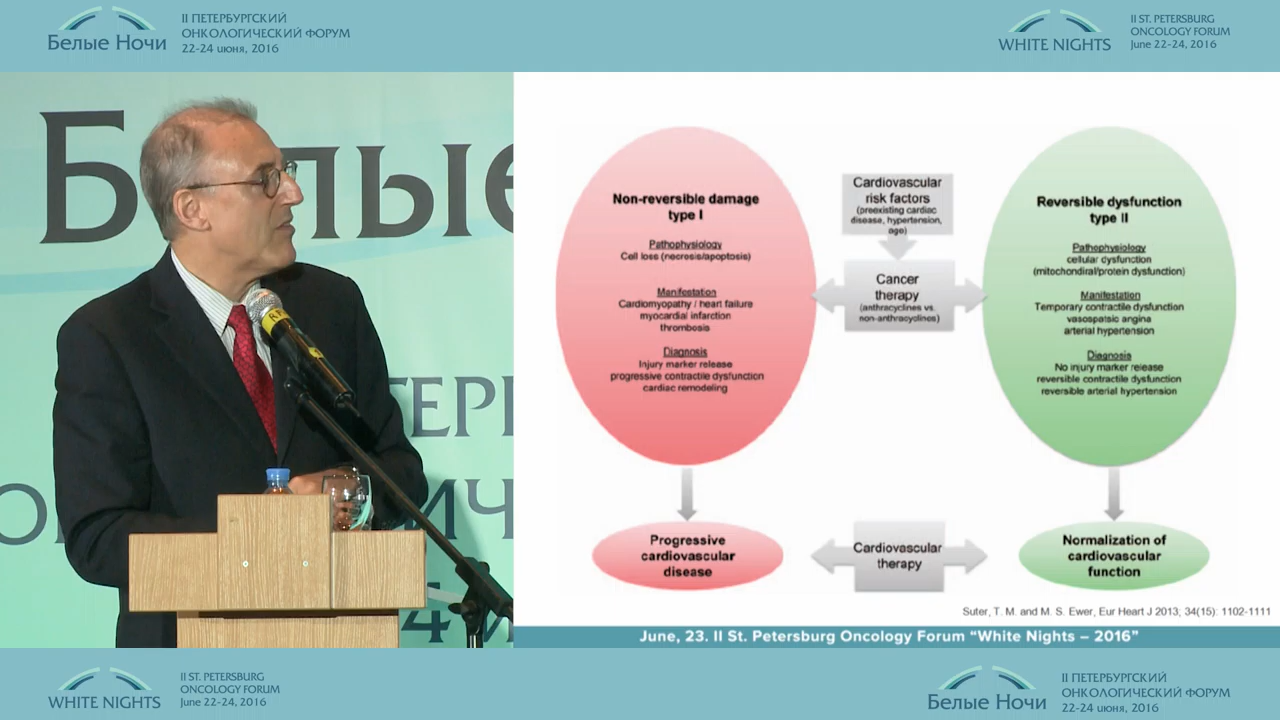 II ПЕТЕРБУРГСКИЙ
ОНКОЛОГИЧЕСКИЙ ФОРУМ
22-24 июня, 2016
Белые Ночи
WHITE NIGHTS
II ST. PETERSBURG
ONCOLOGY FORUM
June 22-24, 2016
Non-reversible damage
type I
Pathophysiology
Cell loss (necrosis/apoptosis)
Manifestation
Cardiomyopathy / heart failure
myocardial infarction
thrombosis
Diagnosis
Injury marker release
progressive contractile dysfunction
cardiac remodeling
Cardiovascular
risk factors
(preexisting cardiac
disease, hypertension,
age)
Cancer
therapy
(anthracyclines vs.
non-anthracyclines)
Reversible dysfunction
type II
Pathophysiology
cellular dysfunction
(mitochondiral/protein dysfunction)
Manifestation
Temporary contractile dysfunction
vasospatsic angina
arterial hypertension
Diagnosis
No injury marker release
reversible contractile dysfunction
reversible arterial hypertension
Progressive
cardiovascular
disease
Cardiovascular
therapy
Normalization of
cardiovascular
function
Suter, T. M. and M. S. Ewer, Eur Heart J 2013; 34(15): 1102-1111
June, 23. II St. Petersburg Oncology Forum “White Nights – 2016”
WHITE NIGHTS
II ST. PETERSBURG
ONCOLOGY FORUM
June 22-24, 2016
Белые Ночи
II ПЕТЕРБУРГСКИЙ
ОНКОЛОГИЧЕСКИЙ ФОРУМ
22-24 июня, 2016